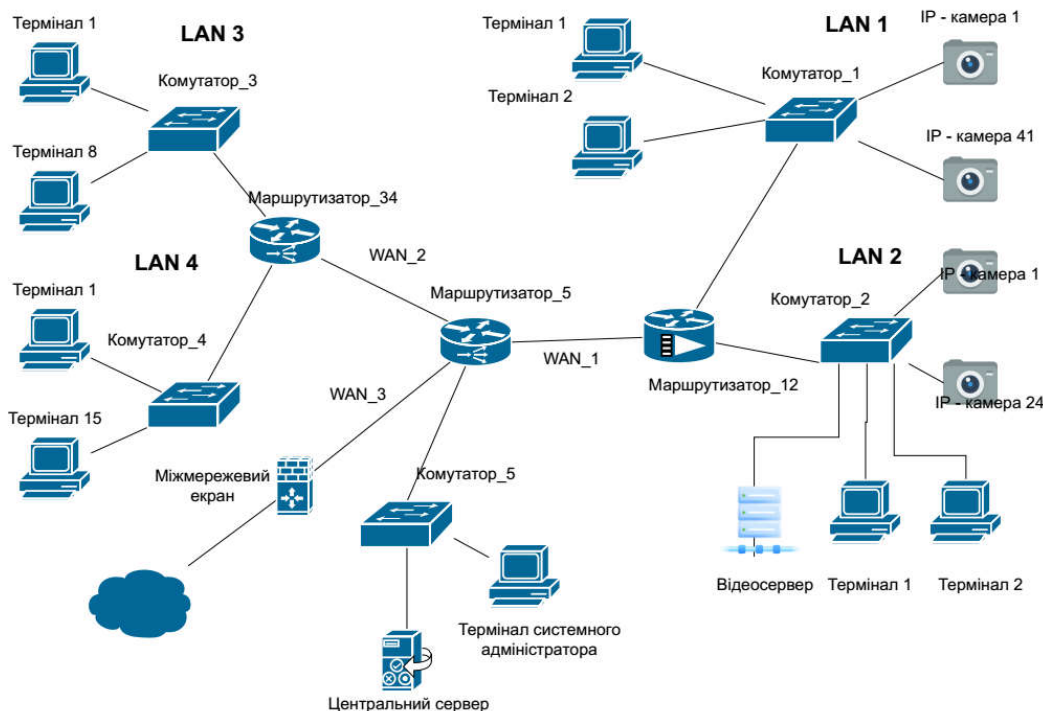 Термінал 1
LAN 3
Комутатор_3
Термінал 8
Маршрутизатор_34
WAN_2
LAN 4
Термінал 1
Комутатор_4
Термінал 15
Термінал 1
LAN 1
IP - камера 1
Комутатор_1
Термінал 2
IP - камера 41
LAN 2
IP - камера 1
Комутатор_2
Маршрутизатор_5
WAN_1
Маршрутизатор_12
IP - камера 24
WAN_3
Міжмережевий
екран
Комутатор_5
Відеосервер
Термінал 1
Термінал 2
Термінал системного
адміністратора
Центральний сервер